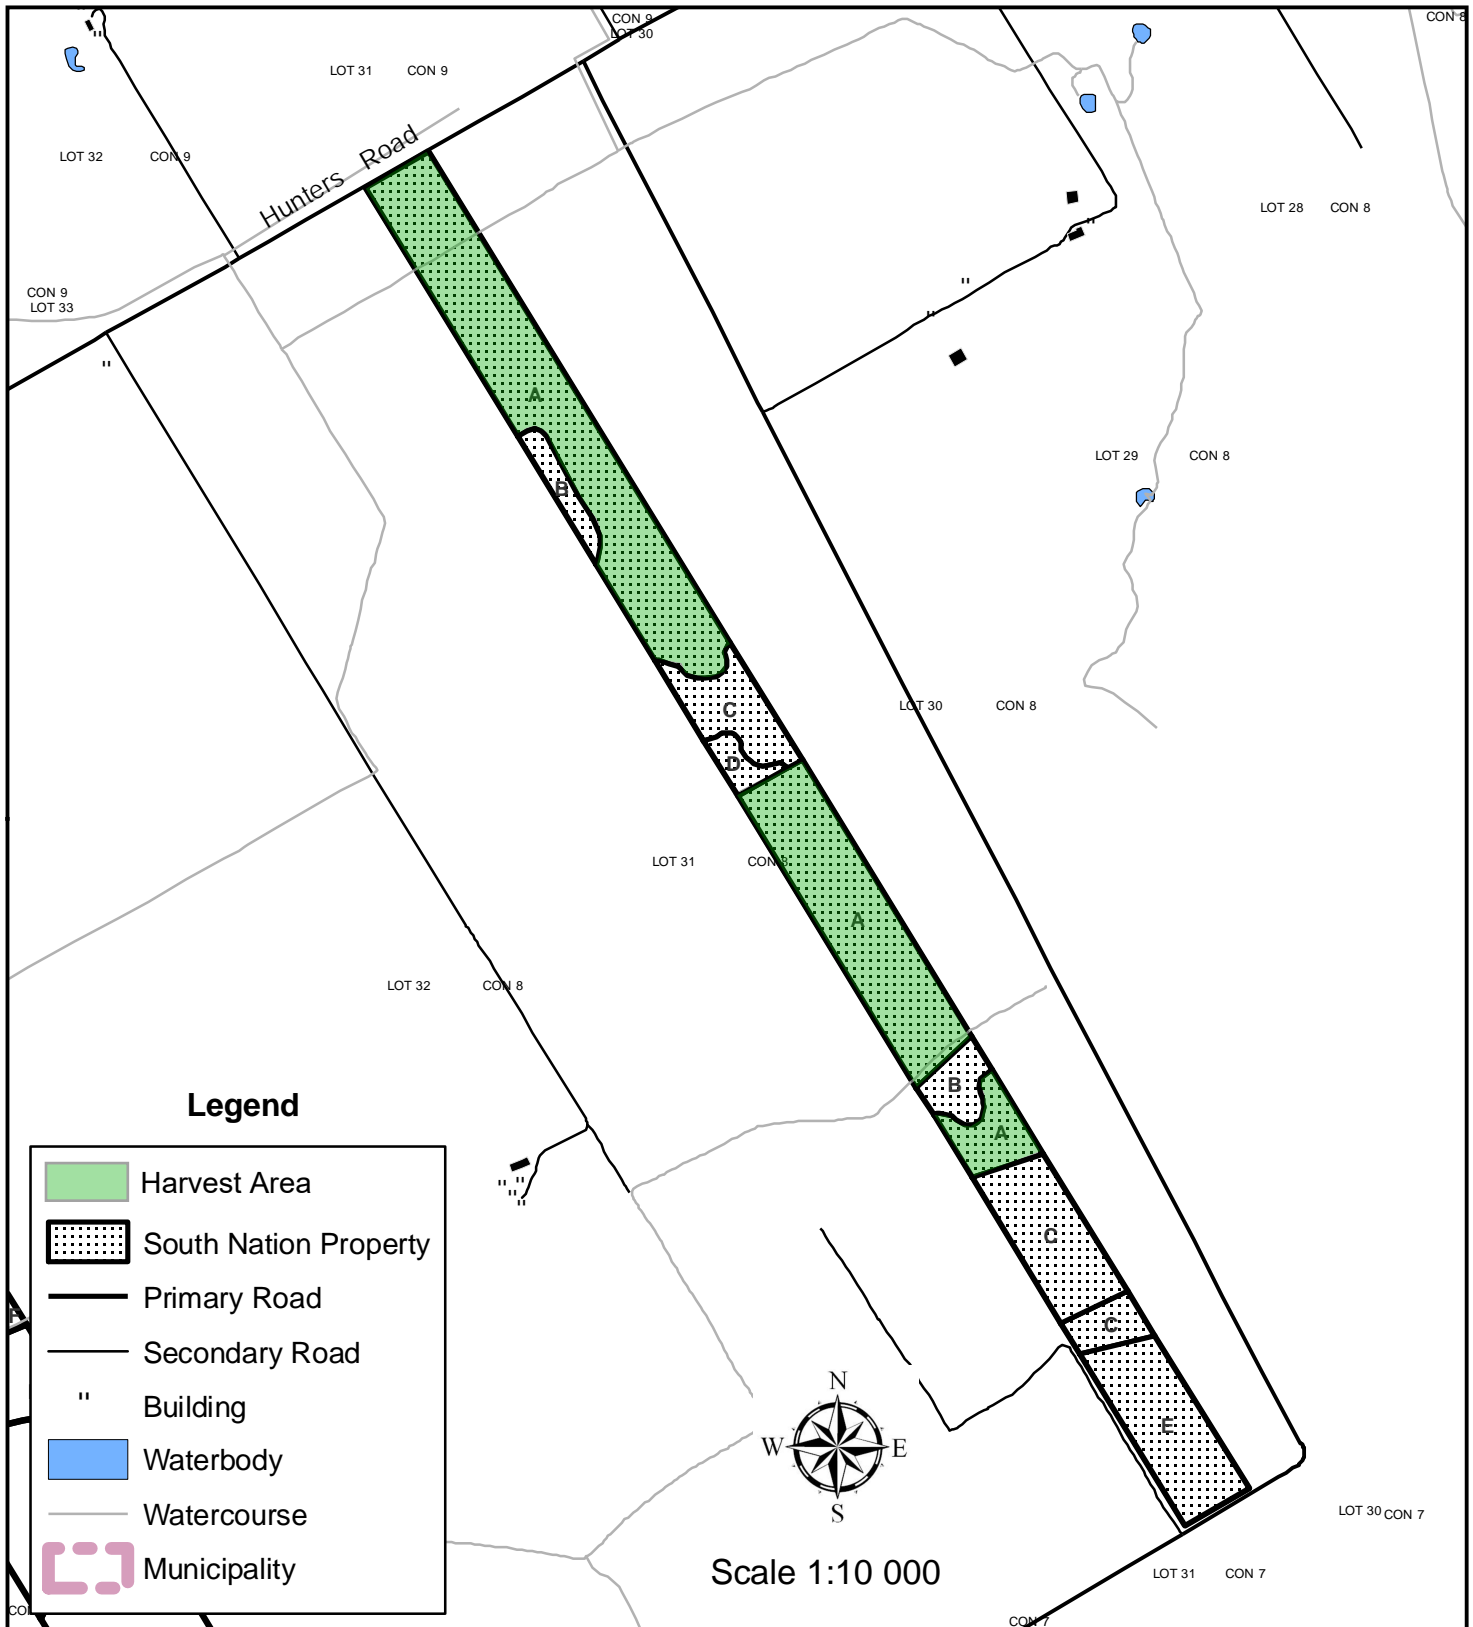 CON 9
LOT 30
CON 8
LOT 31 CON 9
LOT 32 CON 9
Hunters Road
LOT 28 CON 8
CON 9
LOT 33
A
LOT 29 CON 8
B
LOT 30 CON 8
C
D
LOT 31 CON 8
A
LOT 32 CON 8
B
A
C
C
E
Legend
Harvest Area
South Nation Property
Primary Road
Secondary Road
" Building
Waterbody
Watercourse
Municipality
N
W E
S
Scale 1:10 000
LOT 30 CON 7
LOT 31 CON 7
CON 7